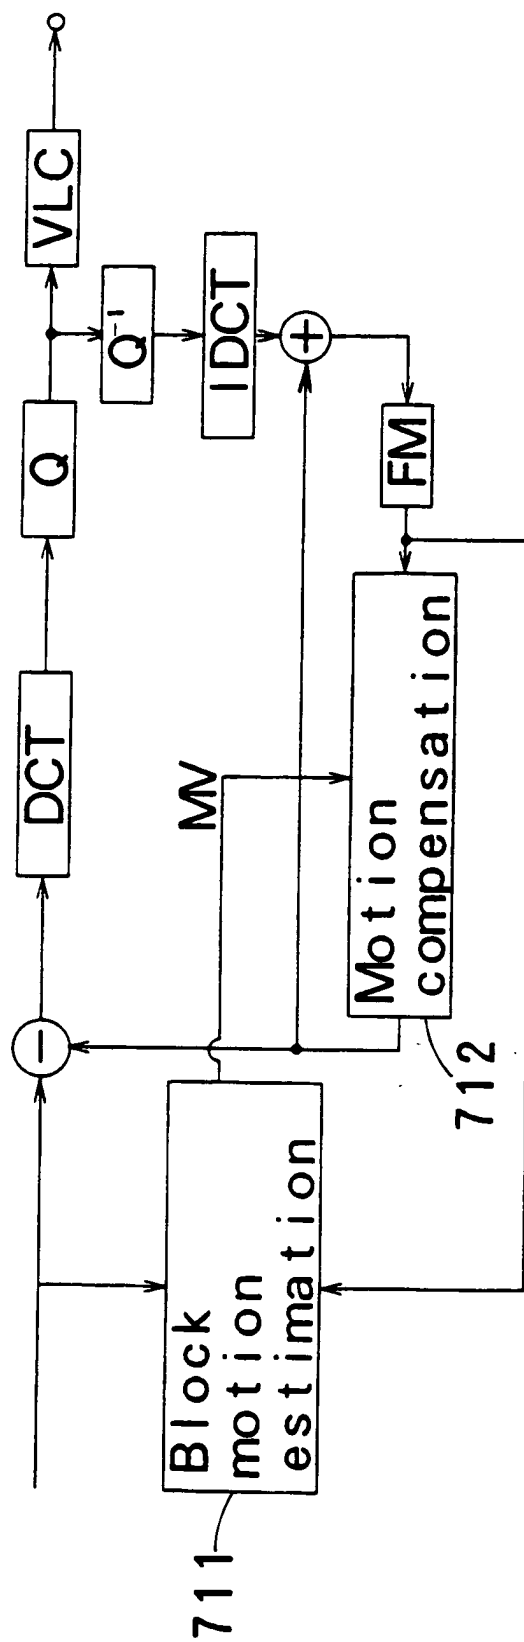 DCT
Q
VLC
Q⁻¹
IDCT
+
−
MV
FM
Block
motion
estimation
711
Motion
compensation
712